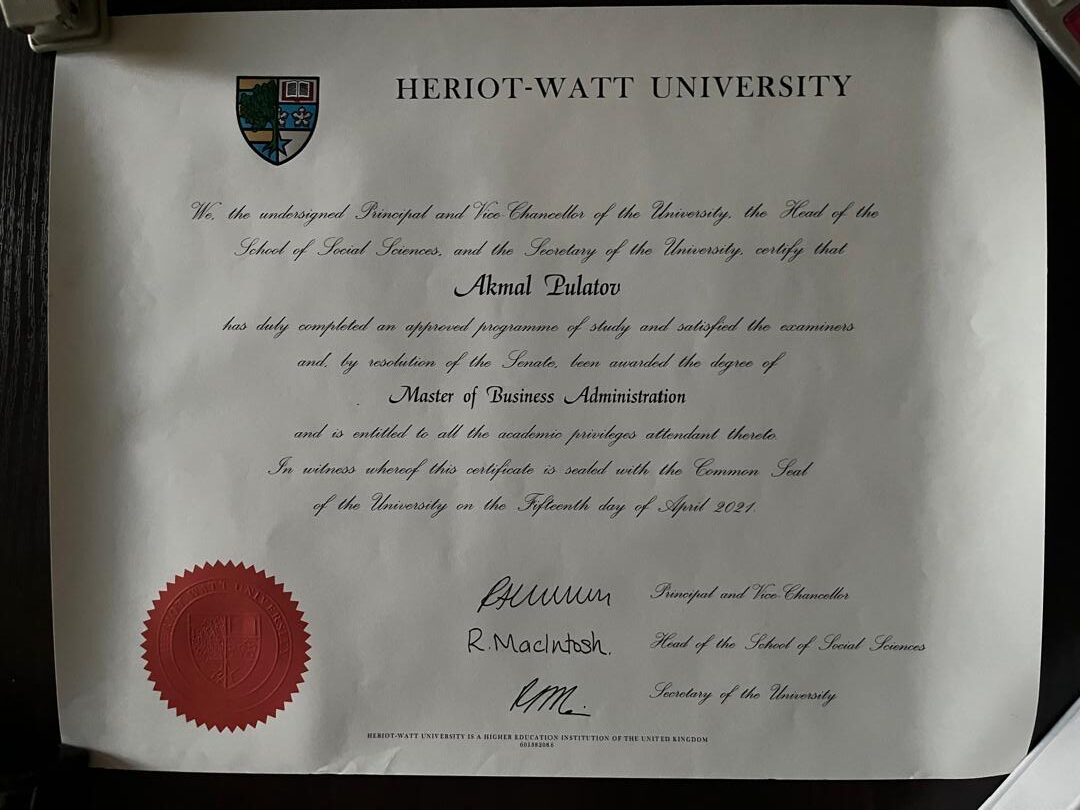 HERIOT-WATT UNIVERSITY
We, the undersigned Principal and Vice-Chancellor of the University, the Head of the
School of Social Sciences, and the Secretary of the University, certify that
Akmal Pulatov
has duly completed an approved programme of study and satisfied the examiners
and, by resolution of the Senate, been awarded the degree of
Master of Business Administration
and is entitled to all the academic privileges attendant thereto.
In witness whereof this certificate is sealed with the Common Seal
of the University on the Fifteenth day of April 2021.
Principal and Vice-Chancellor
R. MacIntosh. Head of the School of Social Sciences
Secretary of the University
HERIOT-WATT UNIVERSITY IS A HIGHER EDUCATION INSTITUTION OF THE UNITED KINGDOM